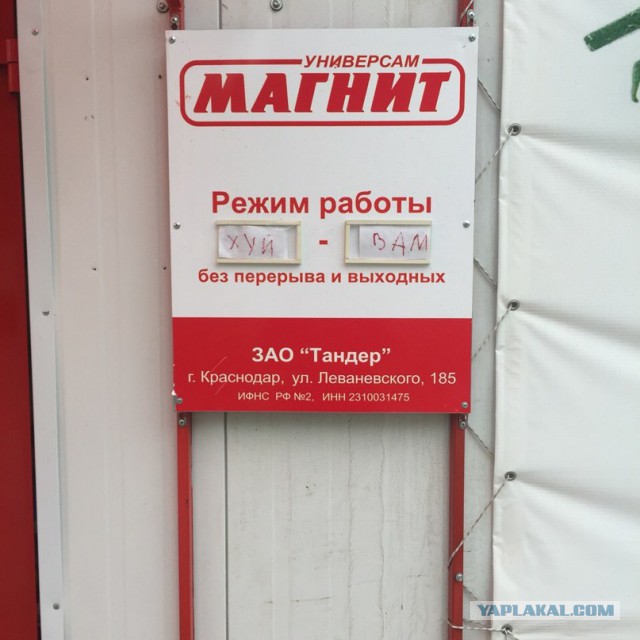 УНИВЕРСАМ
МАГНИТ
Режим работы
ХУЙ - ВАМ
без перерыва и выходных
ЗАО “Тандер”
г. Краснодар, ул. Леваневского, 185
ИФНС РФ №2, ИНН 2310031475
YAPLAKAL.COM